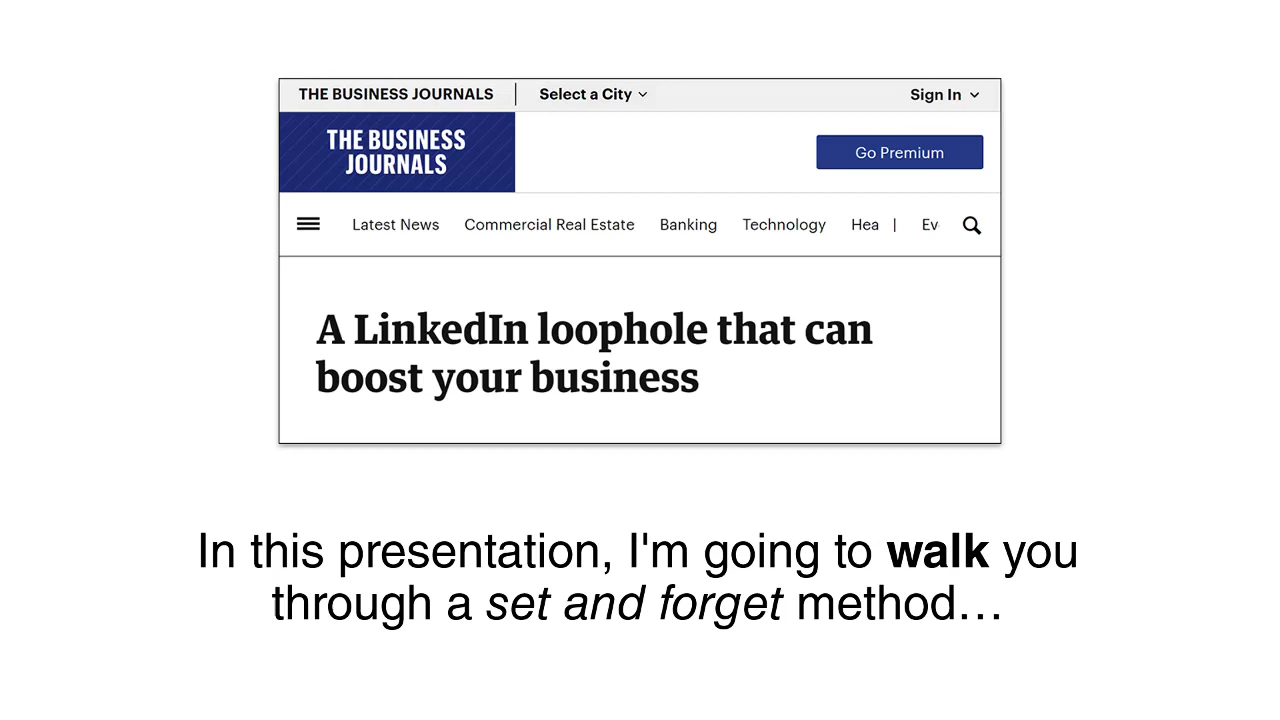 THE BUSINESS JOURNALS Select a City Sign In
THE BUSINESS
JOURNALS
Go Premium
Latest News Commercial Real Estate Banking Technology Hea | Ev
A LinkedIn loophole that can
boost your business
In this presentation, I'm going to walk you
through a set and forget method…